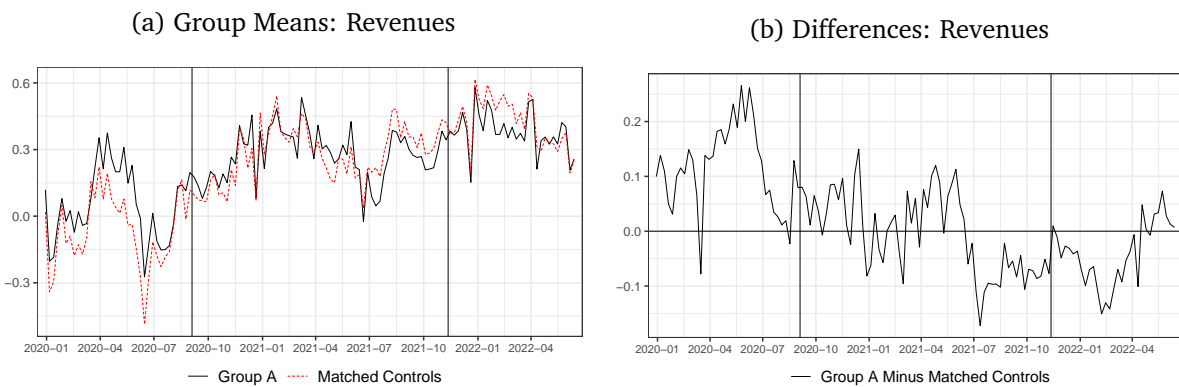 (a) Group Means: Revenues
0.6
0.3
0.0
−0.3
2020−01 2020−04 2020−07 2020−10 2021−01 2021−04 2021−07 2021−10 2022−01 2022−04
Group A Matched Controls
(b) Differences: Revenues
0.2
0.1
0.0
−0.1
2020−01 2020−04 2020−07 2020−10 2021−01 2021−04 2021−07 2021−10 2022−01 2022−04
Group A Minus Matched Controls